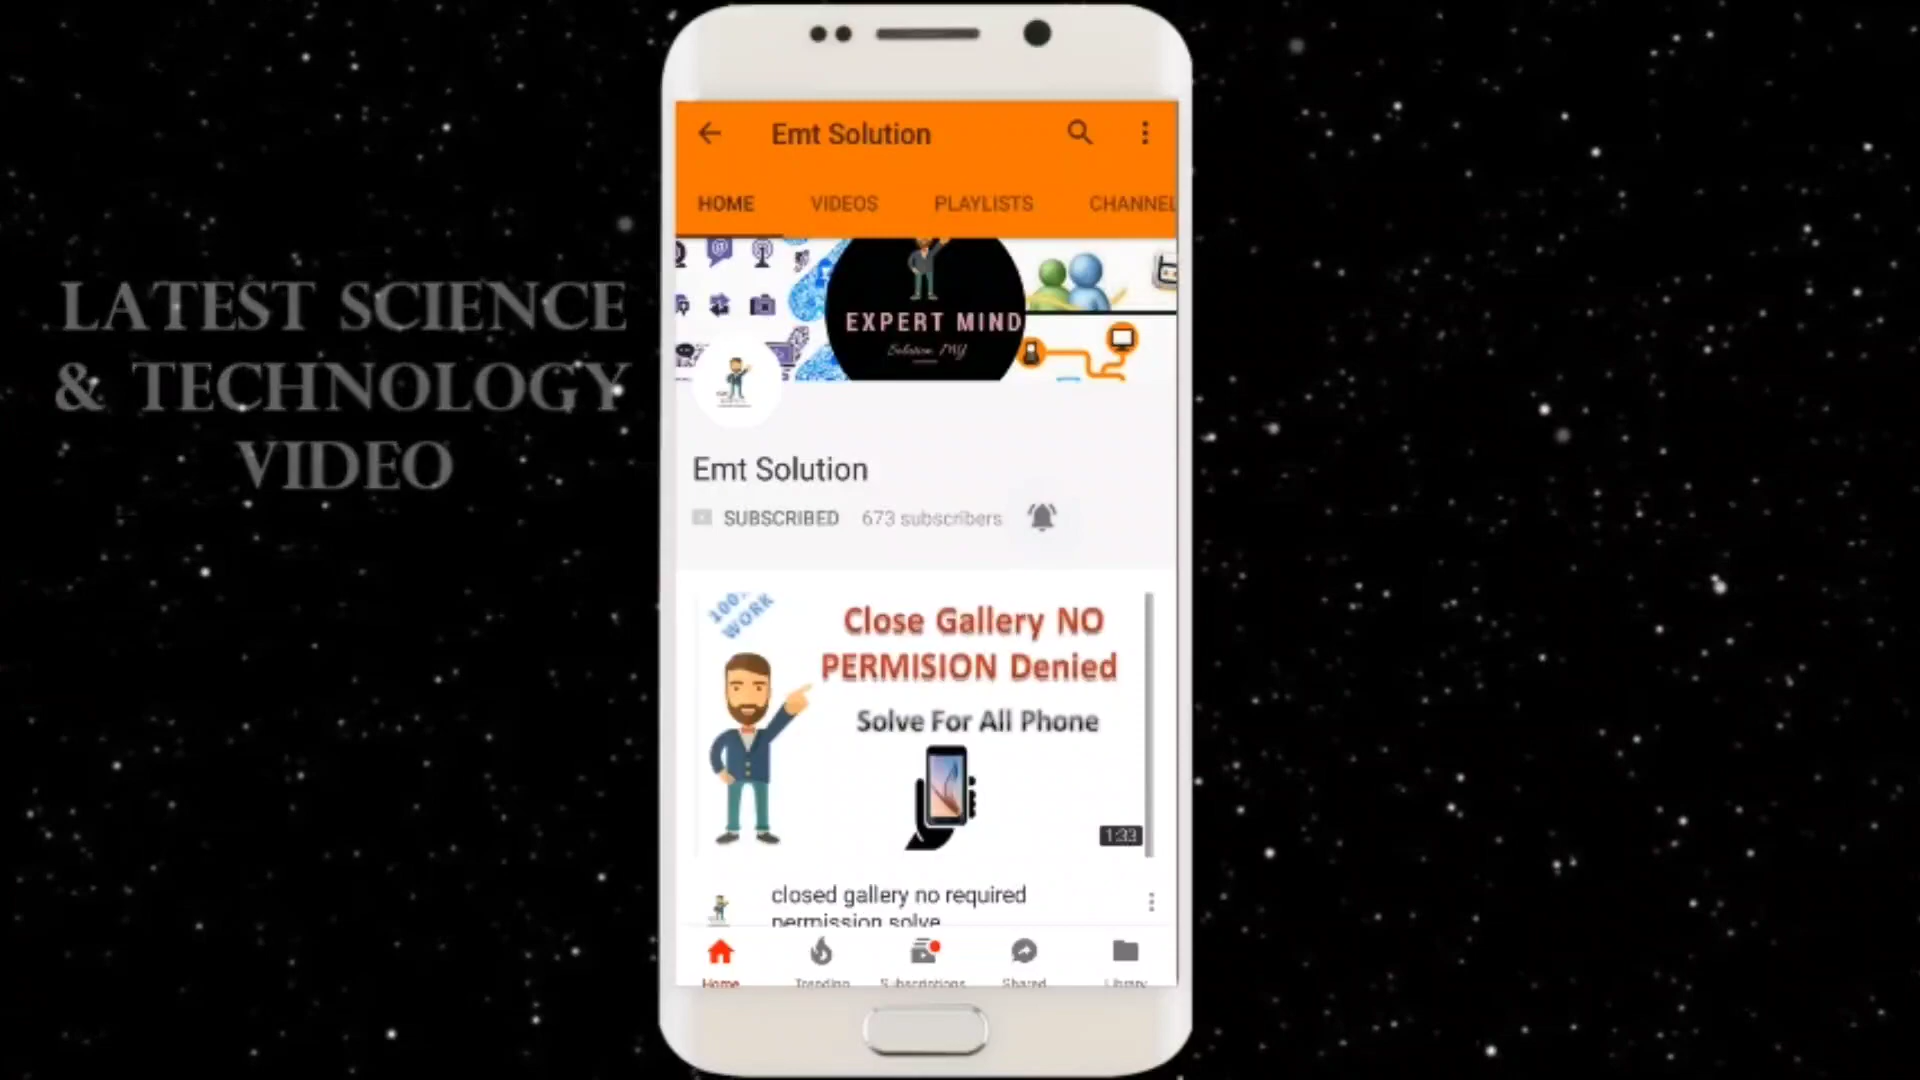 LATEST SCIENCE
& TECHNOLOGY
VIDEO
Emt Solution
HOME VIDEOS PLAYLISTS CHANNEL
EXPERT MIND
Emt Solution
SUBSCRIBED 673 subscribers
100%
WORK
Close Gallery NO
PERMISION Denied
Solve For All Phone
1:33
closed gallery no required
permission solve
Home Trending Subscriptions Shared Library